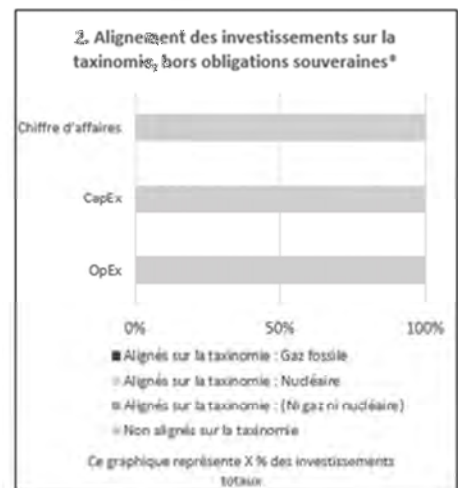 2. Alignement des investissements sur la
taxinomie, hors obligations souveraines*
Chiffre d'affaires
CapEx
OpEx
0% 50% 100%
Alignés sur la taxinomie : Gaz fossile
Alignés sur la taxinomie : Nucléaire
Alignés sur la taxinomie : (Ni gaz ni nucléaire)
Non alignés sur la taxinomie
Ce graphique représente X % des investissements
totaux